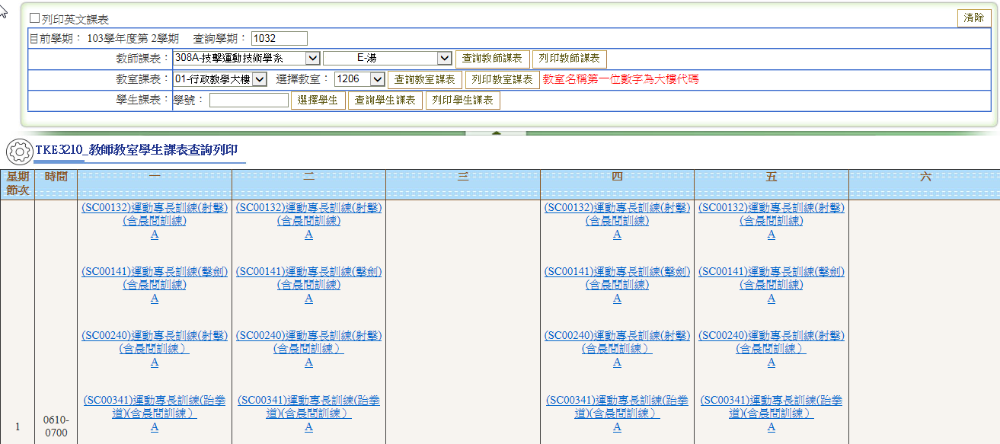 列印英文課表
清除
目前學期： 103學年度第 2學期 查詢學期： 1032
教師課表： 308A-技擊運動技術學系 E-湯 查詢教師課表 列印教師課表
教室課表： 01-行政教學大樓 選擇教室： 1206 查詢教室課表 列印教室課表 教室名稱第一位數字為大樓代碼
學生課表： 學號： 選擇學生 查詢學生課表 列印學生課表
TKE3210_教師教室學生課表查詢列印
星期 時間 一 二 三 四 五 六
節次
(SC00132)運動專長訓練(射擊) (SC00132)運動專長訓練(射擊) (SC00132)運動專長訓練(射擊) (SC00132)運動專長訓練(射擊)
(含晨間訓練) (含晨間訓練) (含晨間訓練) (含晨間訓練)
A A A A
(SC00141)運動專長訓練(擊劍) (SC00141)運動專長訓練(擊劍) (SC00141)運動專長訓練(擊劍) (SC00141)運動專長訓練(擊劍)
(含晨間訓練) (含晨間訓練) (含晨間訓練) (含晨間訓練)
A A A A
(SC00240)運動專長訓練(射擊) (SC00240)運動專長訓練(射擊) (SC00240)運動專長訓練(射擊) (SC00240)運動專長訓練(射擊)
(含晨間訓練） (含晨間訓練） (含晨間訓練） (含晨間訓練）
A A A A
(SC00341)運動專長訓練(跆拳 (SC00341)運動專長訓練(跆拳 (SC00341)運動專長訓練(跆拳 (SC00341)運動專長訓練(跆拳
道)(含晨間訓練） 道)(含晨間訓練） 道)(含晨間訓練） 道)(含晨間訓練）
1 0610- A A A A
0700